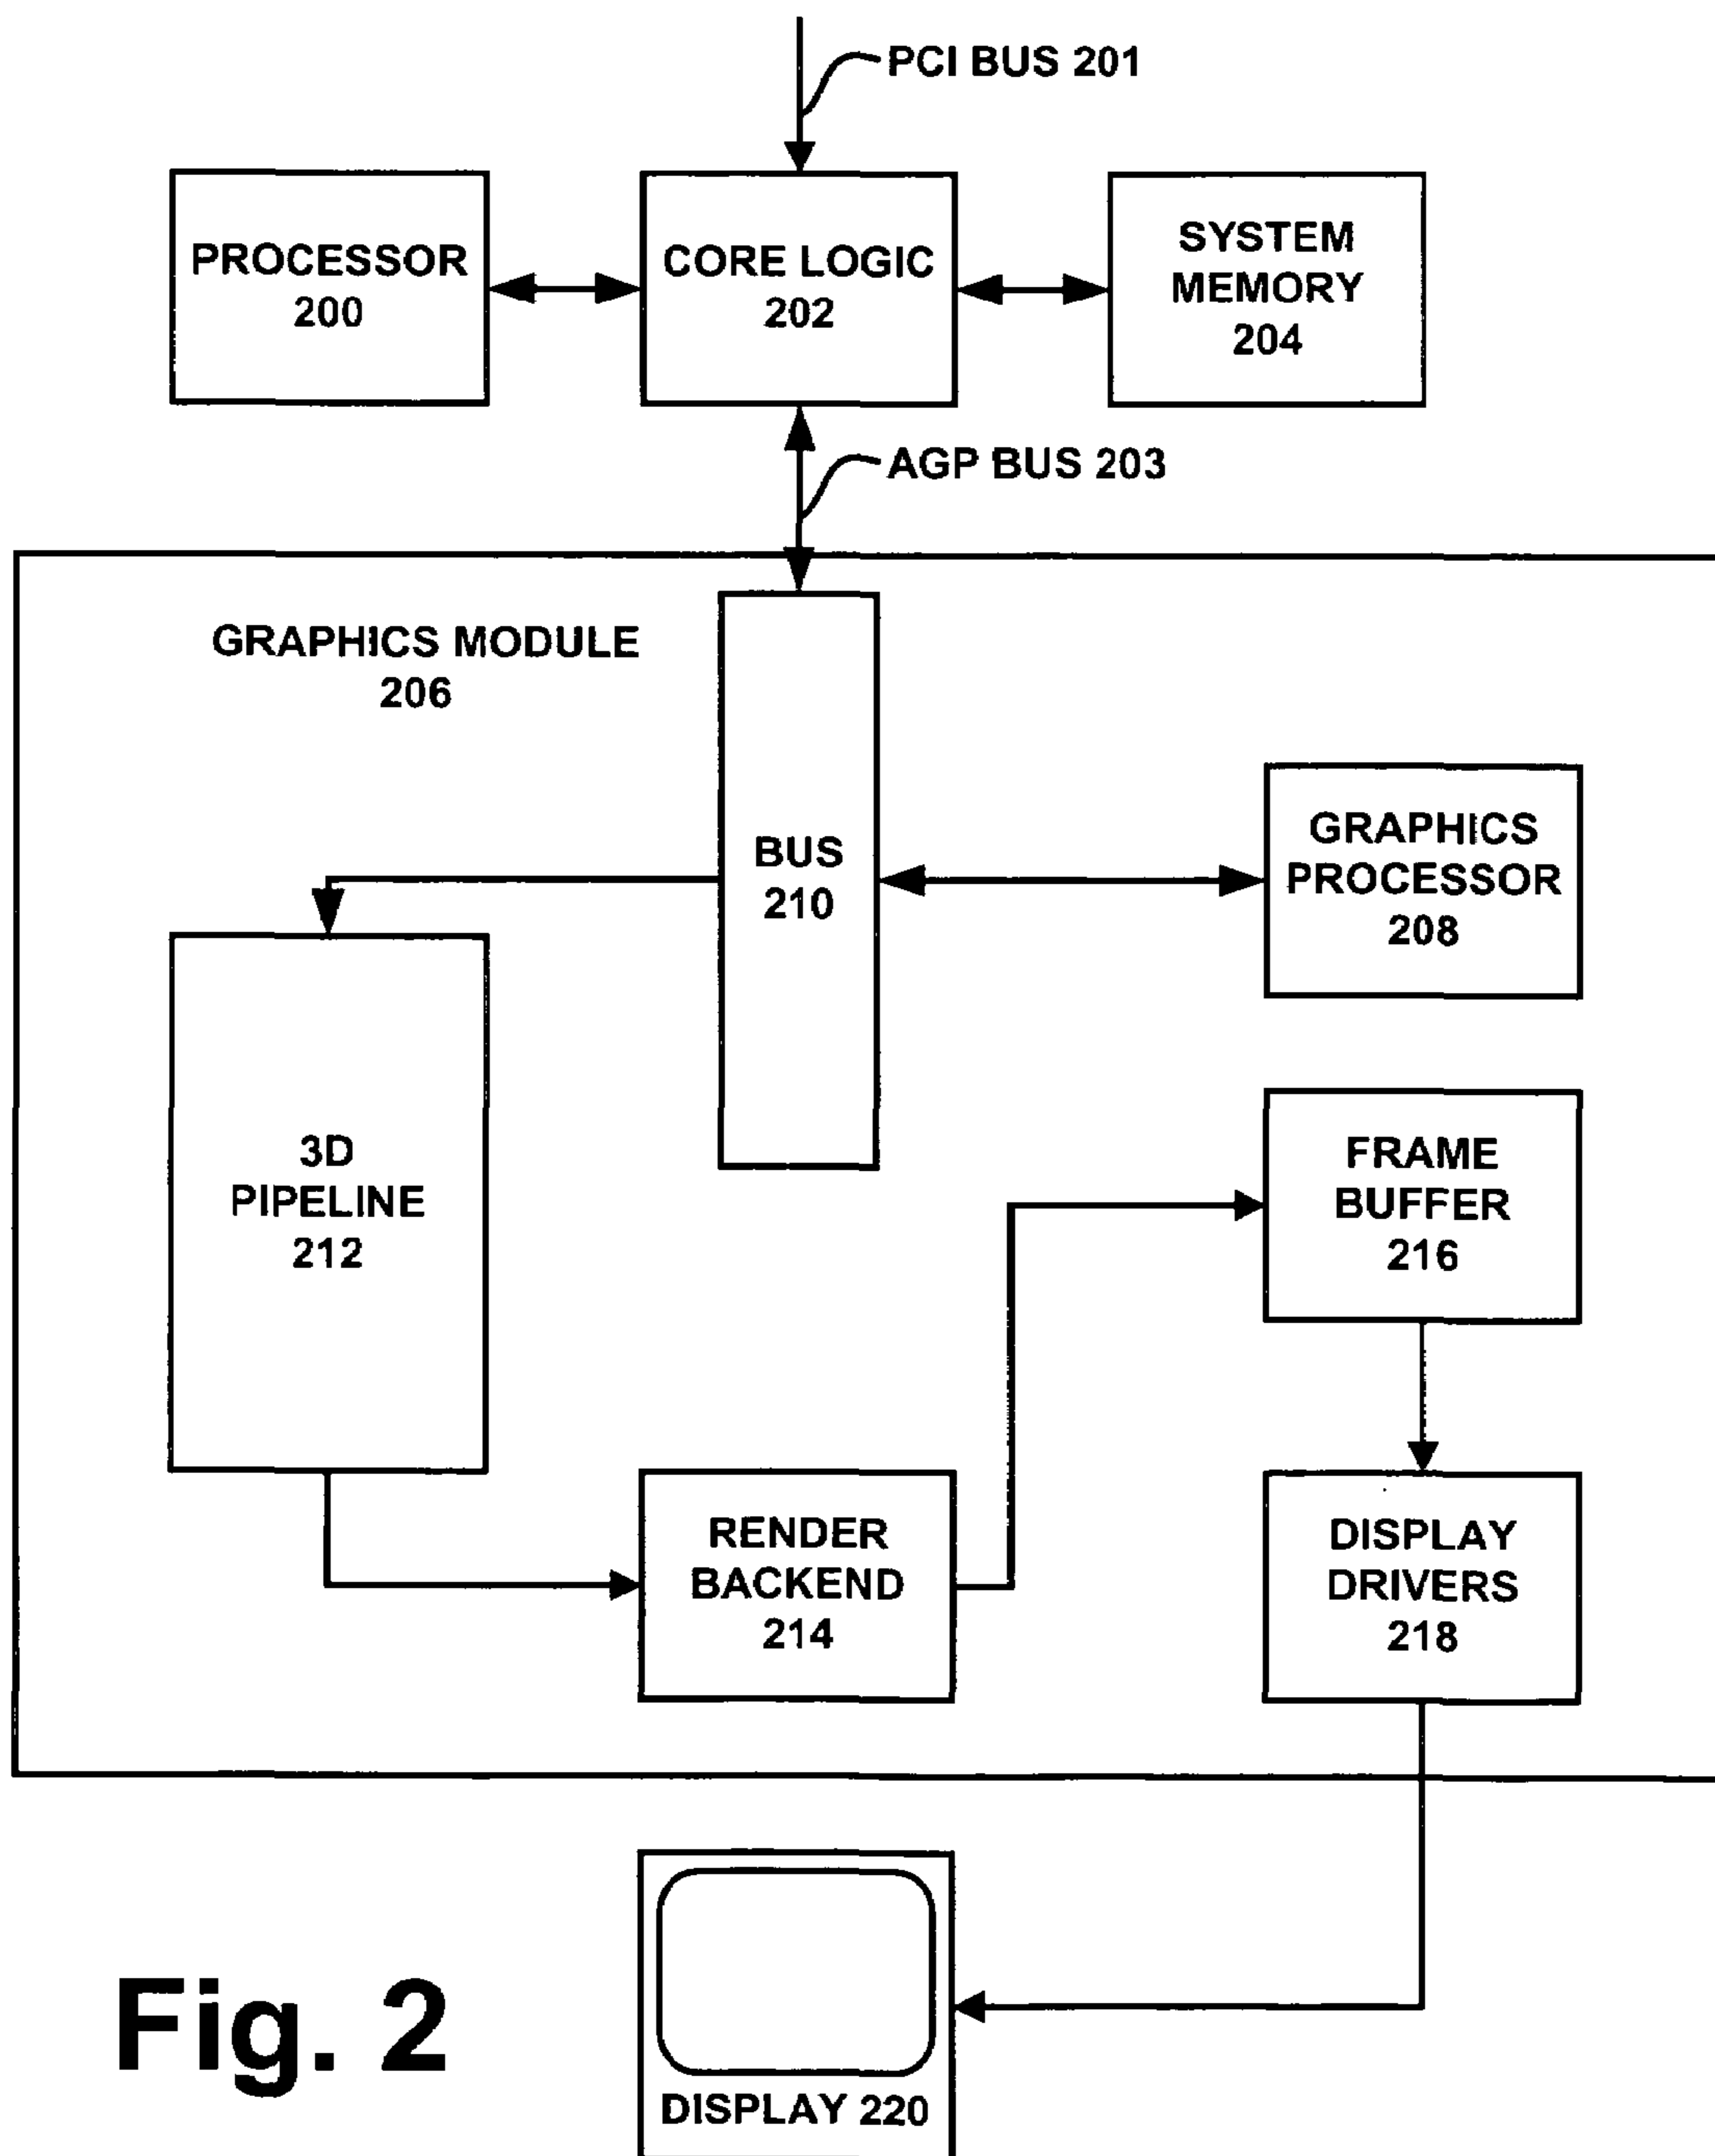 PCI BUS 201
PROCESSOR
200
CORE LOGIC
202
SYSTEM
MEMORY
204
AGP BUS 203
GRAPHICS MODULE
206
BUS
210
GRAPHICS
PROCESSOR
208
3D
PIPELINE
212
FRAME
BUFFER
216
RENDER
BACKEND
214
DISPLAY
DRIVERS
218
DISPLAY 220
Fig. 2